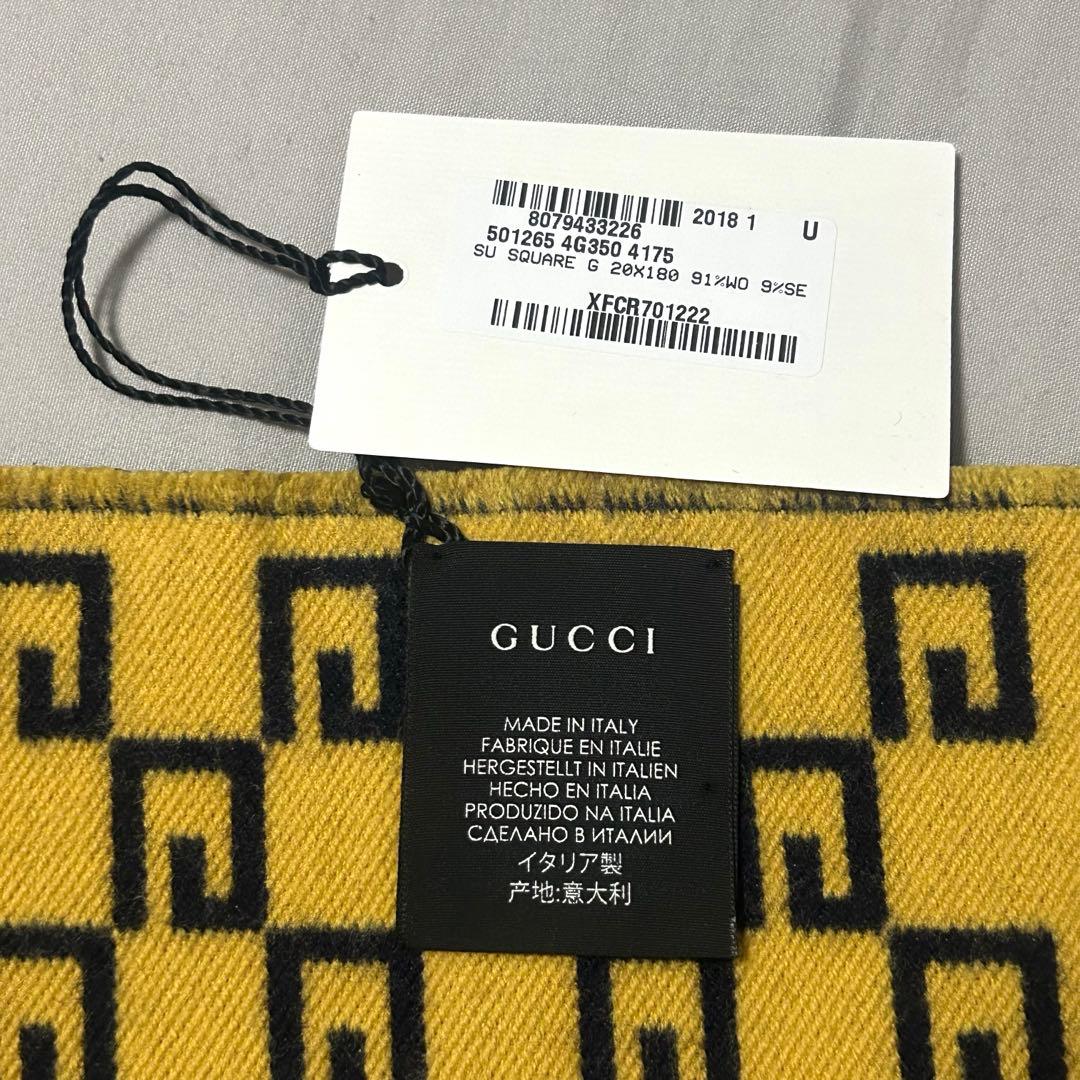 8079433226 2018 1 U
501265 4G350 4175
SU SQUARE G 20X180 91%WO 9%SE
XFCR701222
GUCCI
MADE IN ITALY
FABRIQUE EN ITALIE
HERGESTELLT IN ITALIEN
HECHO EN ITALIA
PRODUZIDO NA ITALIA
СДЕЛАНО В ИТАЛИИ
イタリア製
产地:意大利